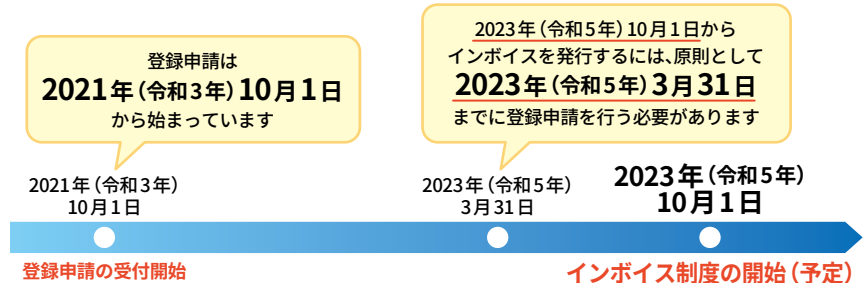 登録申請は
2021年（令和3年）10月1日
から始まっています
2023年（令和5年）10月1日から
インボイスを発行するには、原則として
2023年（令和5年）3月31日
までに登録申請を行う必要があります
2021年（令和3年）
10月1日
2023年（令和5年）
3月31日
2023年（令和5年）
10月1日
登録申請の受付開始
インボイス制度の開始（予定）